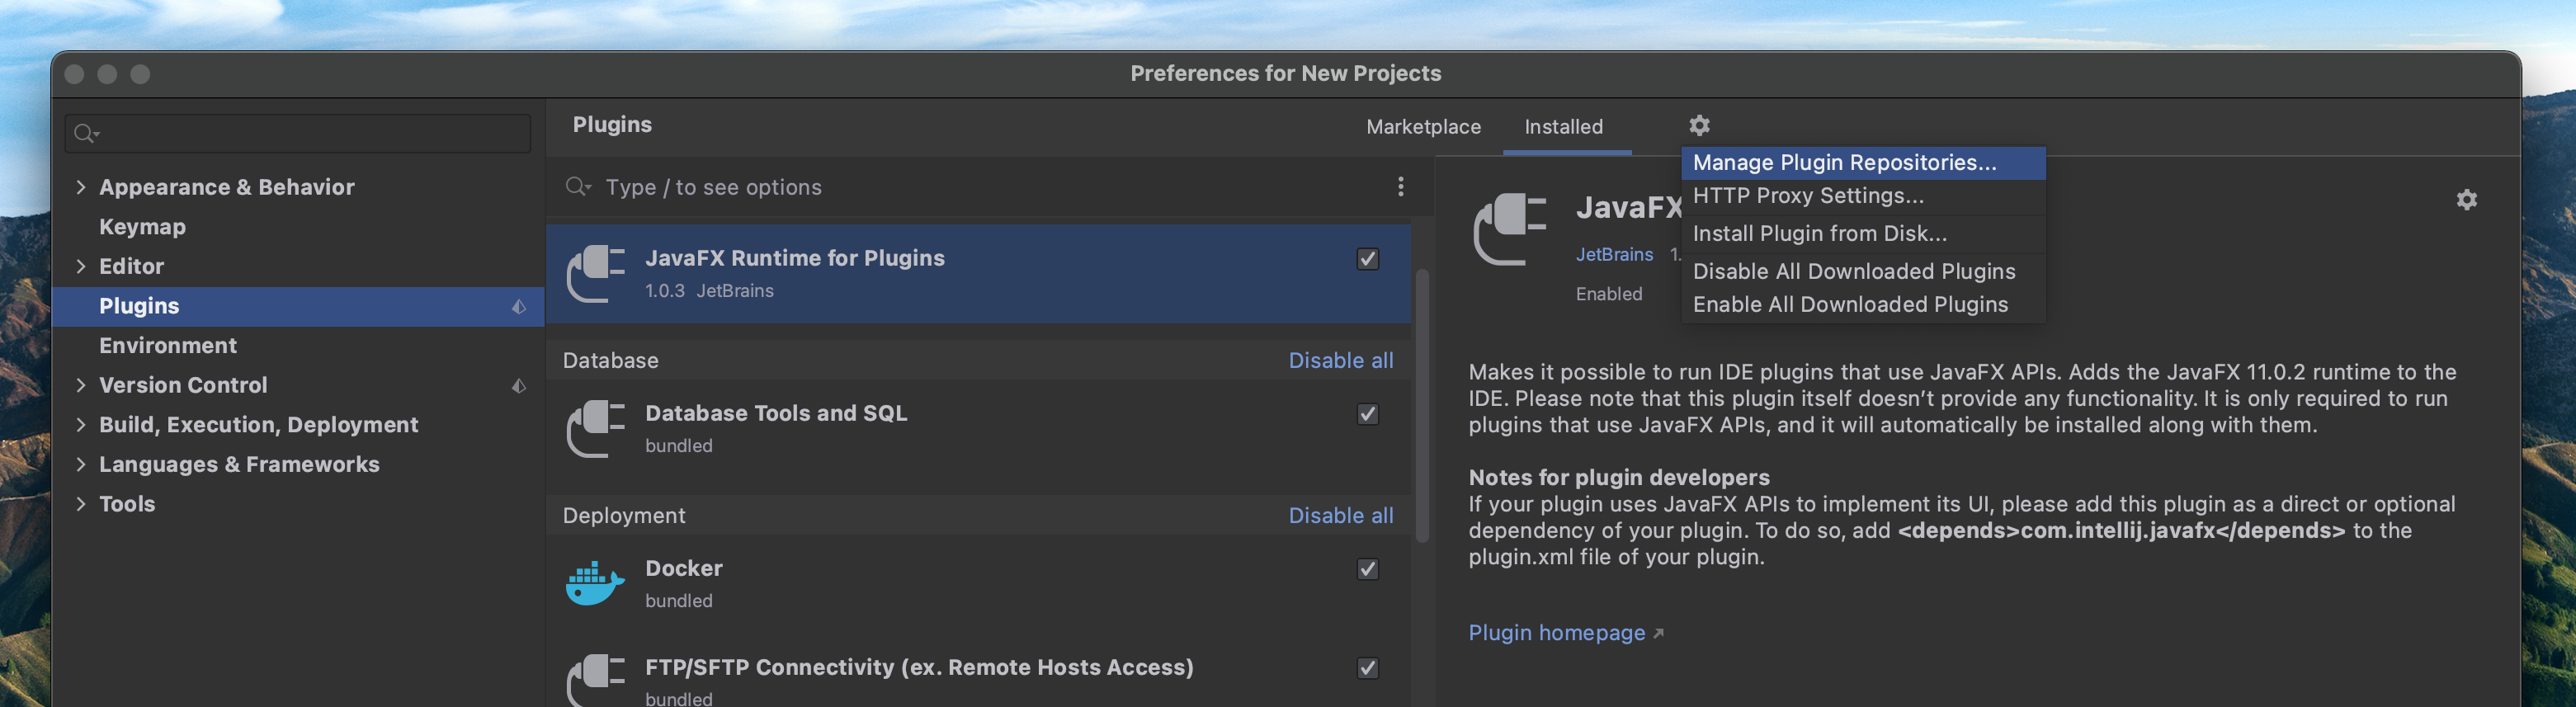 Preferences for New Projects
Appearance & Behavior
Keymap
Editor
Plugins
Environment
Version Control
Build, Execution, Deployment
Languages & Frameworks
Tools
Plugins
Marketplace
Installed
Type / to see options
JavaFX Runtime for Plugins
1.0.3 JetBrains
Database
Disable all
Database Tools and SQL
bundled
Deployment
Disable all
Docker
bundled
FTP/SFTP Connectivity (ex. Remote Hosts Access)
bundled
Manage Plugin Repositories...
HTTP Proxy Settings...
Install Plugin from Disk...
Disable All Downloaded Plugins
Enable All Downloaded Plugins
JavaFX
JetBrains 1.
Enabled
Makes it possible to run IDE plugins that use JavaFX APIs. Adds the JavaFX 11.0.2 runtime to the
IDE. Please note that this plugin itself doesn't provide any functionality. It is only required to run
plugins that use JavaFX APIs, and it will automatically be installed along with them.
Notes for plugin developers
If your plugin uses JavaFX APIs to implement its UI, please add this plugin as a direct or optional
dependency of your plugin. To do so, add <depends>com.intellij.javafx</depends> to the
plugin.xml file of your plugin.
Plugin homepage ↗